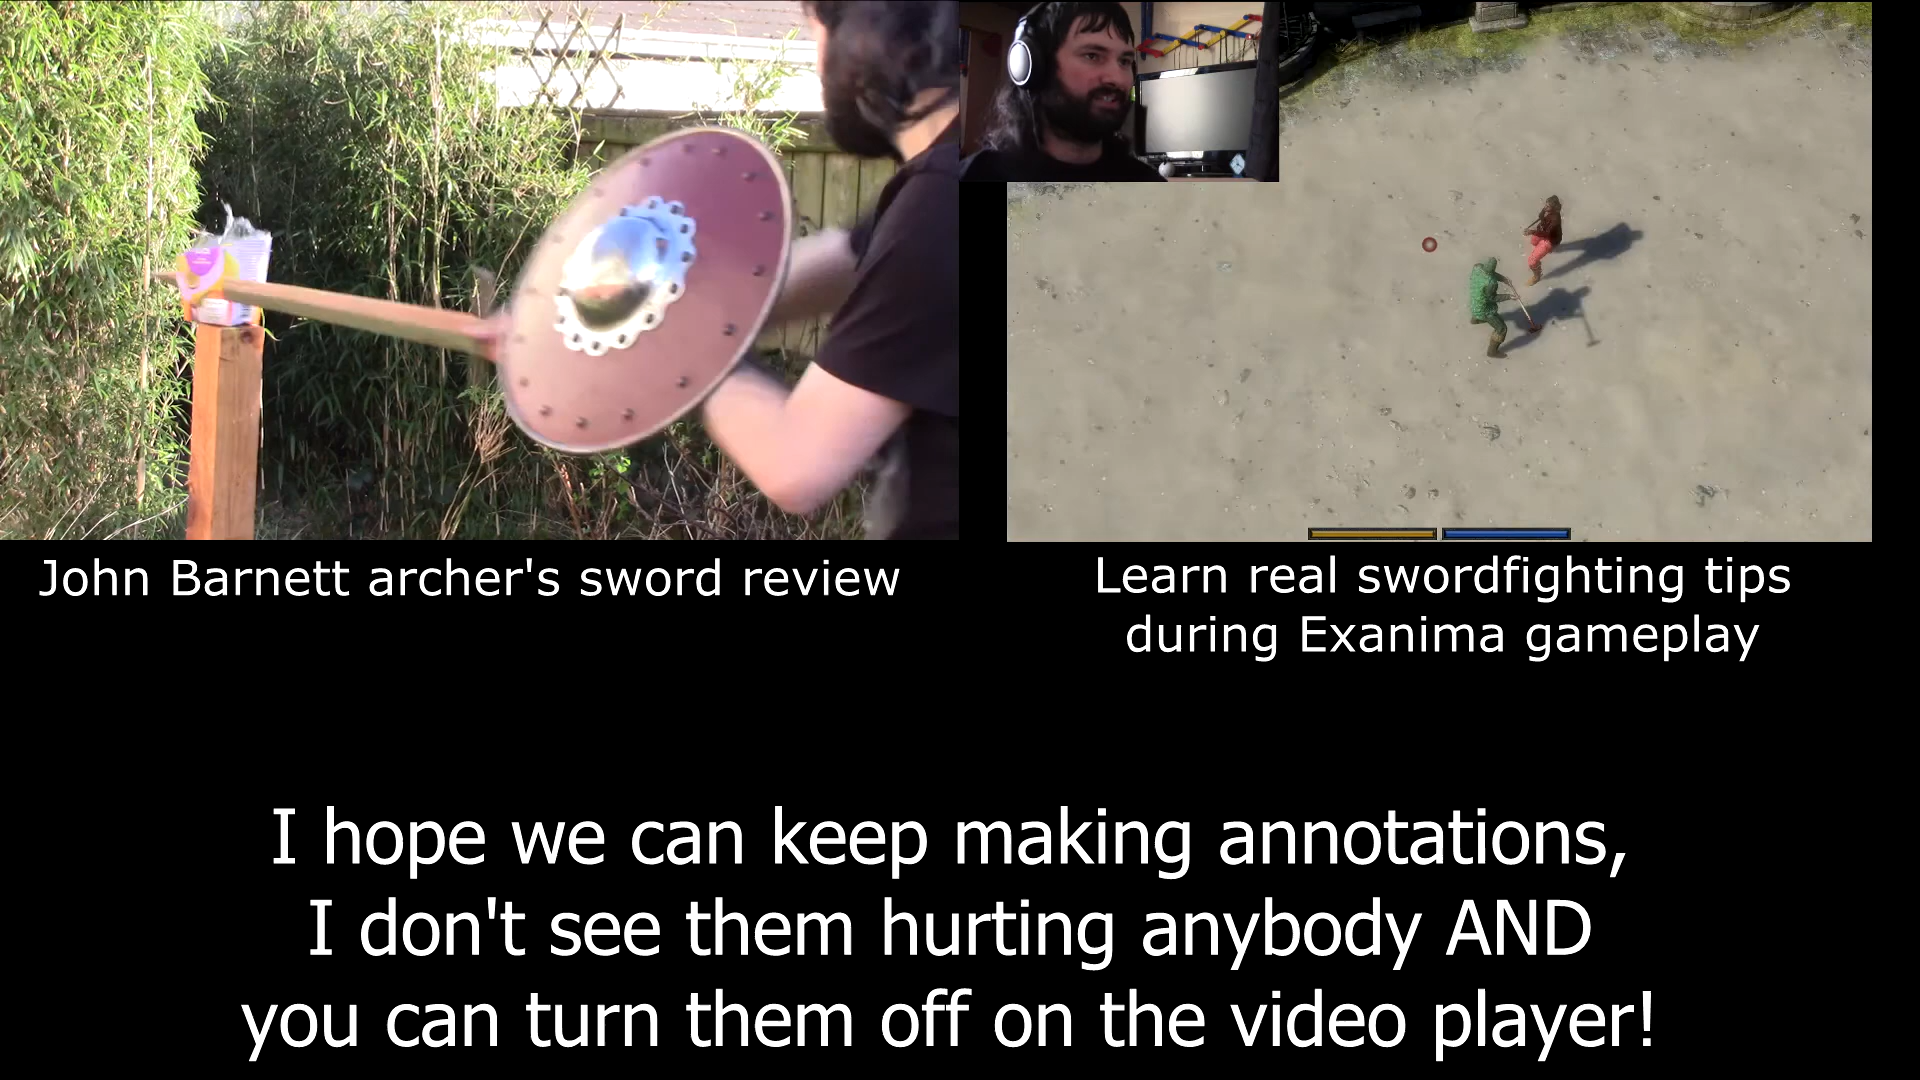 John Barnett archer's sword review
Learn real swordfighting tips
during Exanima gameplay
I hope we can keep making annotations,
I don't see them hurting anybody AND
you can turn them off on the video player!